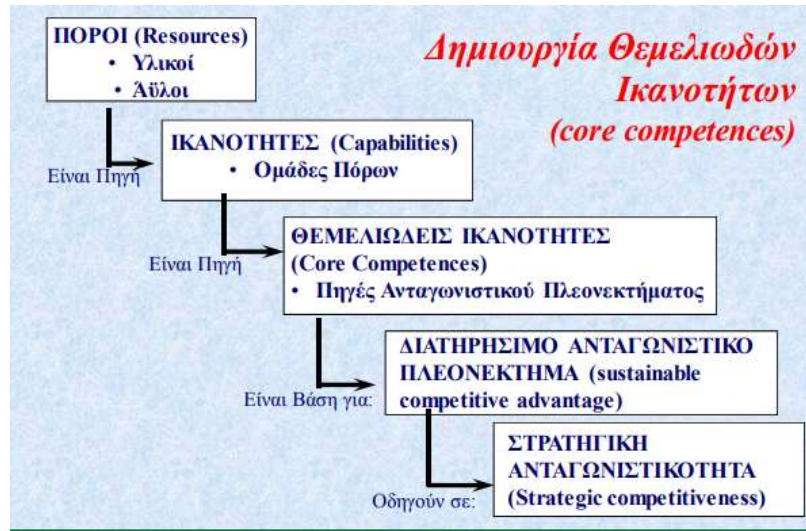 ΠΟΡΟΙ (Resources)
• Υλικοί
• Άϋλοι
Δημιουργία Θεμελιωδών
Ικανοτήτων
(core competences)
Είναι Πηγή
ΙΚΑΝΟΤΗΤΕΣ (Capabilities)
• Ομάδες Πόρων
Είναι Πηγή
ΘΕΜΕΛΙΩΔΕΙΣ ΙΚΑΝΟΤΗΤΕΣ
(Core Competences)
• Πηγές Ανταγωνιστικού Πλεονεκτήματος
Είναι Βάση για:
ΔΙΑΤΗΡΗΣΙΜΟ ΑΝΤΑΓΩΝΙΣΤΙΚΟ
ΠΛΕΟΝΕΚΤΗΜΑ (sustainable
competitive advantage)
Οδηγούν σε:
ΣΤΡΑΤΗΓΙΚΗ
ΑΝΤΑΓΩΝΙΣΤΙΚΟΤΗΤΑ
(Strategic competitiveness)